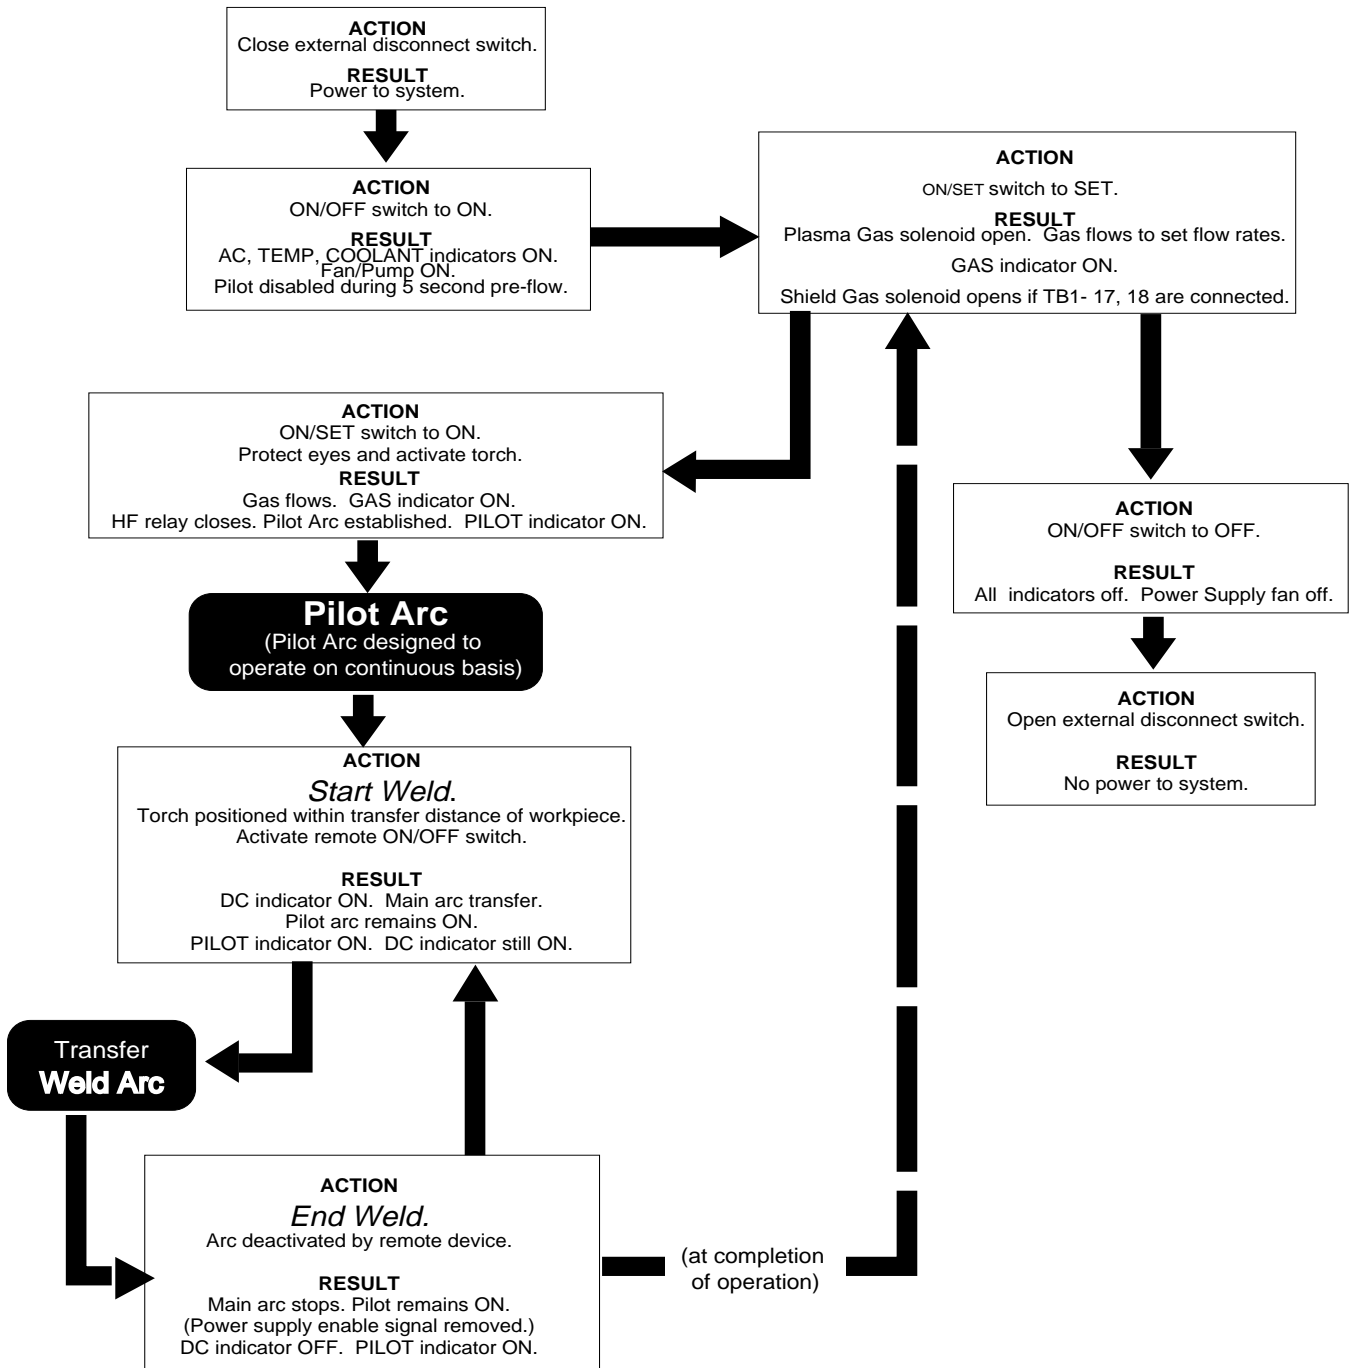 ACTION
Close external disconnect switch.
RESULT
Power to system.
ACTION
ON/OFF switch to ON.
RESULT
AC, TEMP, COOLANT indicators ON.
Fan/Pump ON.
Pilot disabled during 5 second pre-flow.
ACTION
ON/SET switch to SET.
RESULT
Plasma Gas solenoid open. Gas flows to set flow rates.
GAS indicator ON.
Shield Gas solenoid opens if TB1- 17, 18 are connected.
ACTION
ON/SET switch to ON.
Protect eyes and activate torch.
RESULT
Gas flows. GAS indicator ON.
HF relay closes. Pilot Arc established. PILOT indicator ON.
ACTION
ON/OFF switch to OFF.
RESULT
All indicators off. Power Supply fan off.
Pilot Arc
(Pilot Arc designed to
operate on continuous basis)
ACTION
Open external disconnect switch.
RESULT
No power to system.
ACTION
Start Weld.
Torch positioned within transfer distance of workpiece.
Activate remote ON/OFF switch.
RESULT
DC indicator ON. Main arc transfer.
Pilot arc remains ON.
PILOT indicator ON. DC indicator still ON.
Transfer
Weld Arc
ACTION
End Weld.
Arc deactivated by remote device.
RESULT
Main arc stops. Pilot remains ON.
(Power supply enable signal removed.)
DC indicator OFF. PILOT indicator ON.
(at completion
of operation)